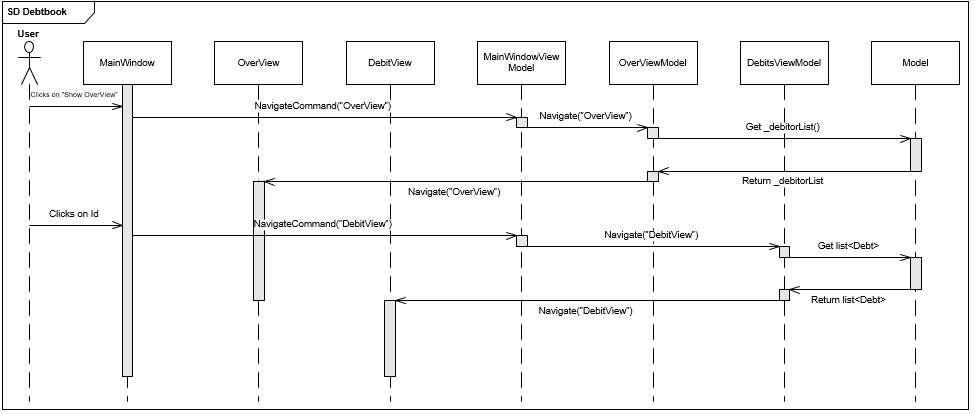 SD Debtbook
User
MainWindow
OverView
DebitView
MainWindowView
Model
OverViewModel
DebitsViewModel
Model
Clicks on "Show OverView"
NavigateCommand("OverView")
Navigate("OverView")
Get _debitorList()
Return _debitorList
Navigate("OverView")
Clicks on Id
NavigateCommand("DebitView")
Navigate("DebitView")
Get list<Debt>
Return list<Debt>
Navigate("DebitView")